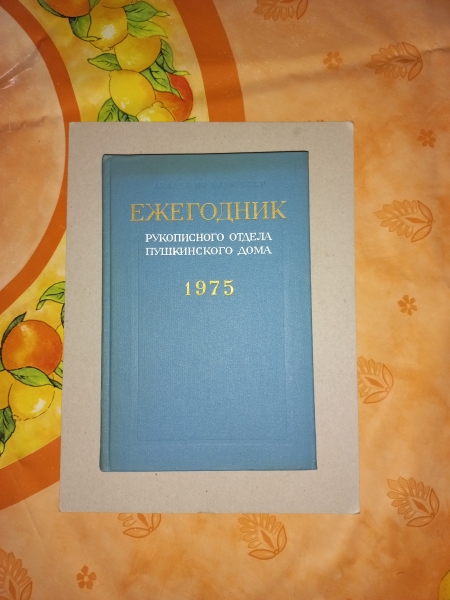 ЕЖЕГОДНИК
РУКОПИСНОГО ОТДЕЛА
ПУШКИНСКОГО ДОМА
1975